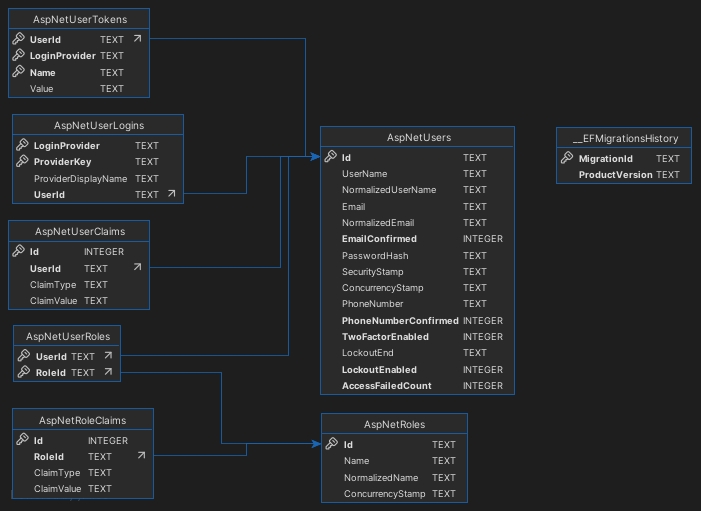 AspNetUserTokens
UserId TEXT
LoginProvider TEXT
Name TEXT
Value TEXT
AspNetUserLogins
LoginProvider TEXT
ProviderKey TEXT
ProviderDisplayName TEXT
UserId TEXT
AspNetUserClaims
Id INTEGER
UserId TEXT
ClaimType TEXT
ClaimValue TEXT
AspNetUserRoles
UserId TEXT
RoleId TEXT
AspNetRoleClaims
Id INTEGER
RoleId TEXT
ClaimType TEXT
ClaimValue TEXT
AspNetUsers
Id TEXT
UserName TEXT
NormalizedUserName TEXT
Email TEXT
NormalizedEmail TEXT
EmailConfirmed INTEGER
PasswordHash TEXT
SecurityStamp TEXT
ConcurrencyStamp TEXT
PhoneNumber TEXT
PhoneNumberConfirmed INTEGER
TwoFactorEnabled INTEGER
LockoutEnd TEXT
LockoutEnabled INTEGER
AccessFailedCount INTEGER
AspNetRoles
Id TEXT
Name TEXT
NormalizedName TEXT
ConcurrencyStamp TEXT
__EFMigrationsHistory
MigrationId TEXT
ProductVersion TEXT